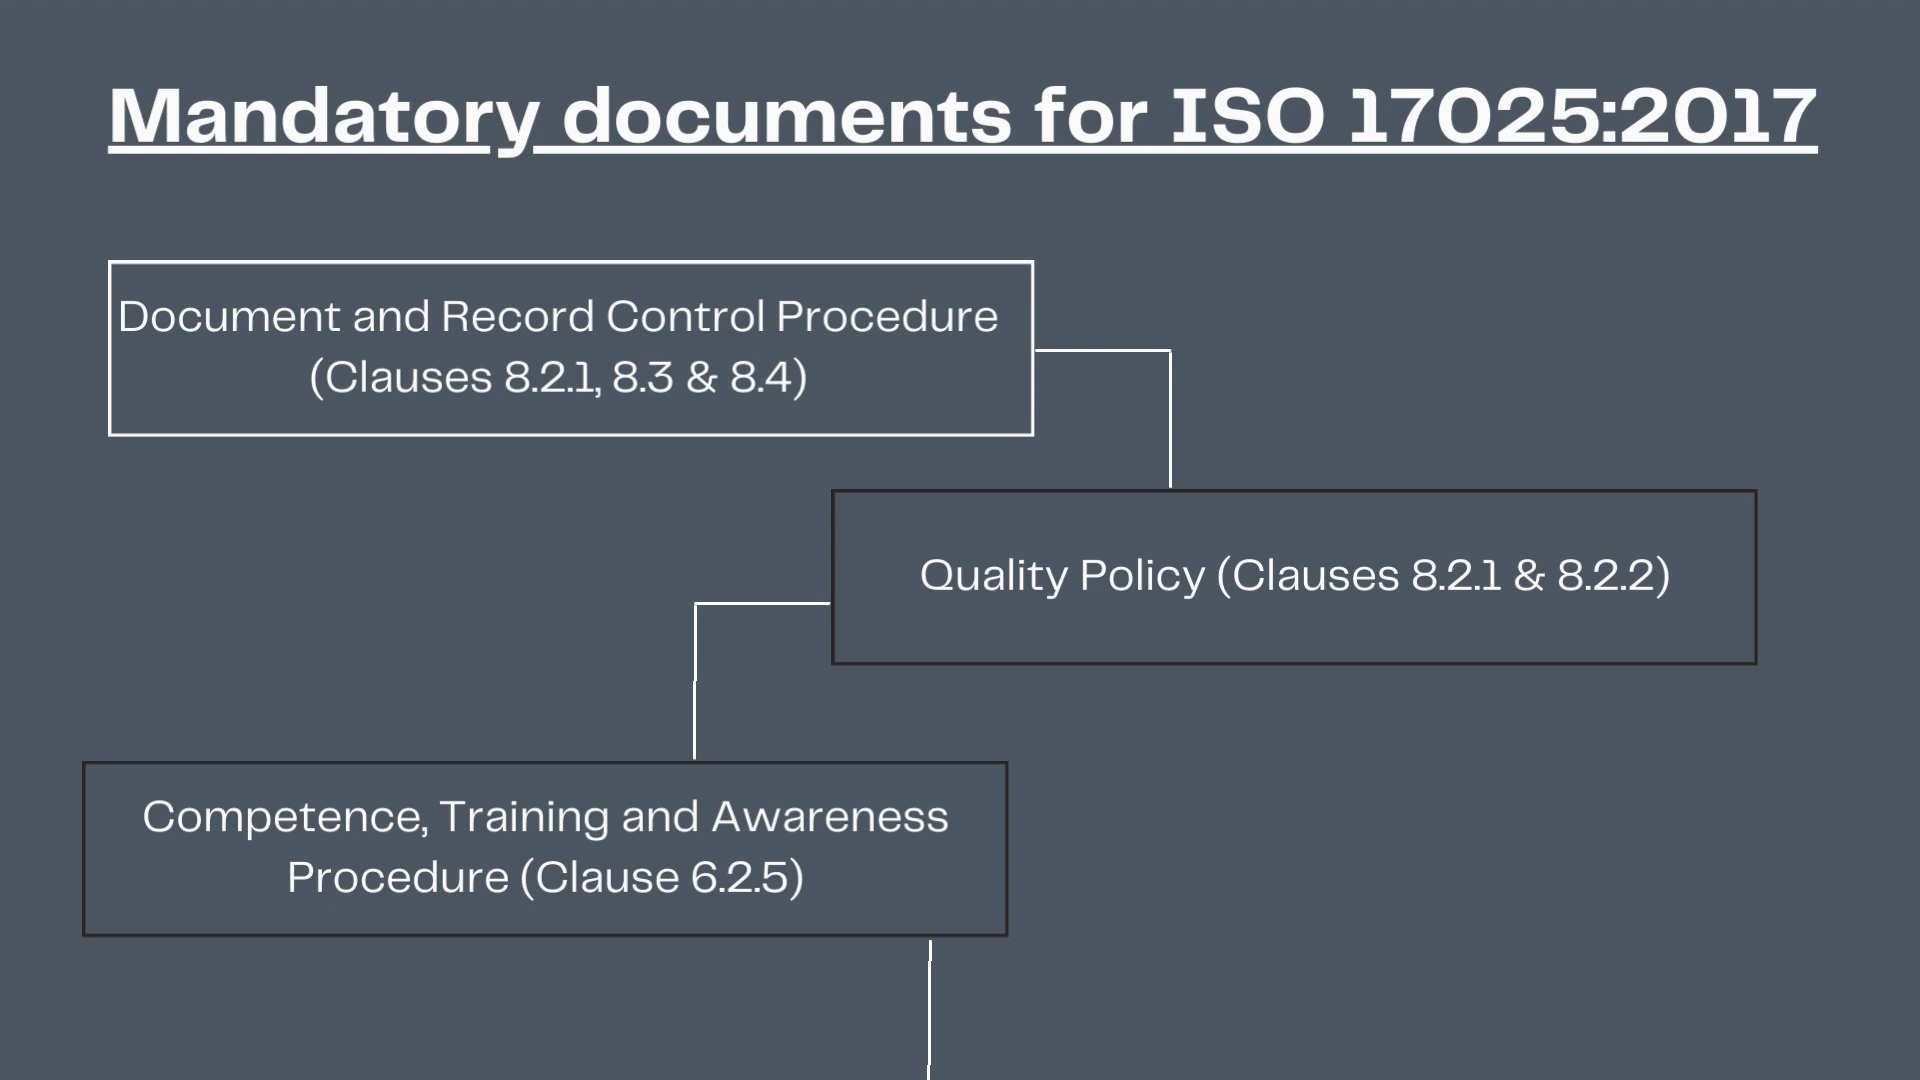 Mandatory documents for ISO 17025:2017
Document and Record Control Procedure
(Clauses 8.2.1, 8.3 & 8.4)
Quality Policy (Clauses 8.2.1 & 8.2.2)
Competence, Training and Awareness
Procedure (Clause 6.2.5)